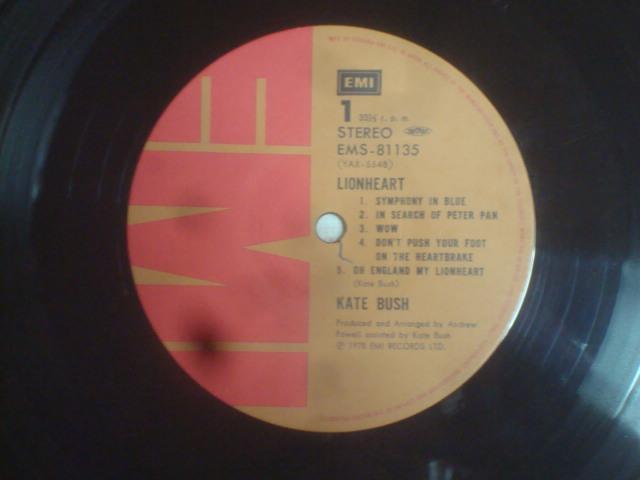 EMI
1
33⅓ r. p. m.
STEREO
EMS-81135
(YAX-5548)
LIONHEART
1. SYMPHONY IN BLUE
2. IN SEARCH OF PETER PAN
3. WOW
4. DON'T PUSH YOUR FOOT
ON THE HEARTBRAKE
5. OH ENGLAND MY LIONHEART
(Kate Bush)
KATE BUSH
Produced and Arranged by Andrew
Powell assisted by Kate Bush
℗ 1978 EMI RECORDS LTD.
EMI